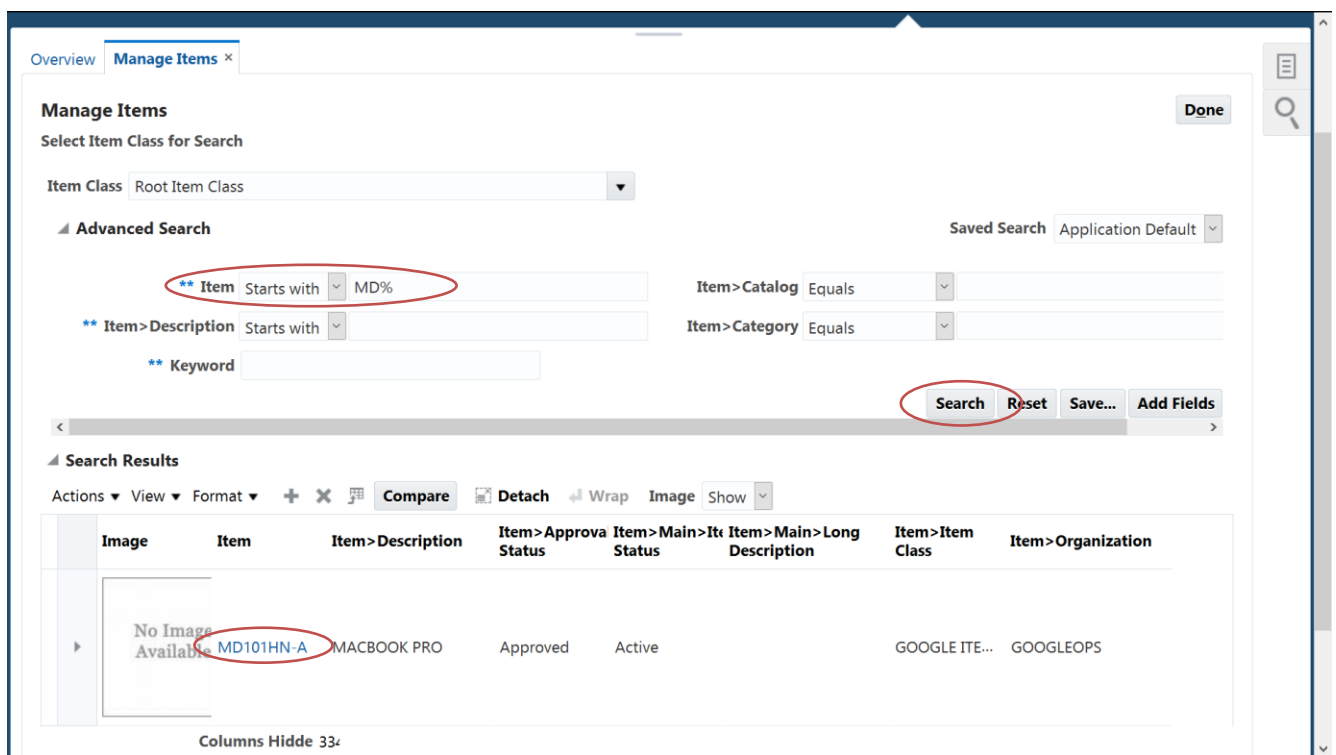 Overview Manage Items ×
Manage Items Done
Select Item Class for Search
Item Class Root Item Class
Advanced Search Saved Search Application Default
** Item Starts with MD% Item>Catalog Equals
** Item>Description Starts with Item>Category Equals
** Keyword
Search Reset Save... Add Fields
Search Results
Actions View Format Compare Detach Wrap Image Show
Image Item Item>Description Item>Approva Status Item>Main>Ite Status Item>Main>Long Description Item>Item Class Item>Organization
No Image Available MD101HN-A MACBOOK PRO Approved Active GOOGLE ITE... GOOGLEOPS
Columns Hidde 334